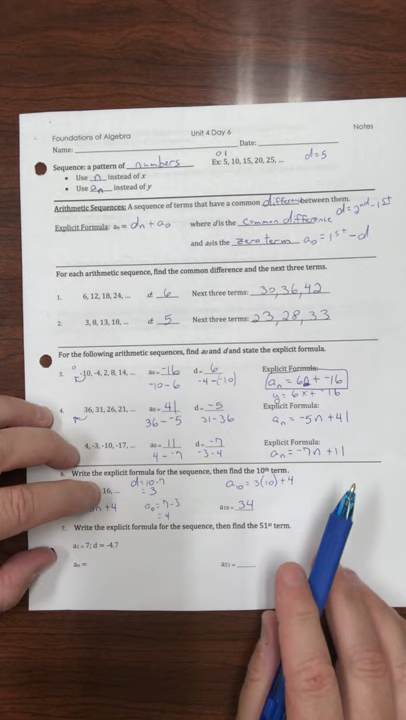 Foundations of Algebra Unit 4 Day 6 Notes
Name: Date:
Sequence: a pattern of numbers Ex: 5, 10, 15, 20, 25, ... d=5
• Use n instead of x
• Use an instead of y
Arithmetic Sequences: A sequence of terms that have a common difference between them.
d=2nd-1st
Explicit Formula: an = dn + a0 where d is the common difference
and a0 is the zero term a0 = 1st - d
For each arithmetic sequence, find the common difference and the next three terms.
1. 6, 12, 18, 24, ... d: 6 Next three terms: 30, 36, 42
2. 3, 8, 13, 18, ... d: 5 Next three terms: 23, 28, 33
For the following arithmetic sequences, find a0 and d and state the explicit formula.
3. -10, -4, 2, 8, 14, ... a0= -16 d= 6 Explicit Formula:
-10-6 -4-(-10) an = 6n + -16
y = 6x + -16
4. 36, 31, 26, 21, ... a0= 41 d= -5 Explicit Formula:
36--5 31-36 an = -5n + 41
4, -3, -10, -17, ... a0= 11 d= -7 Explicit Formula:
4--7 -3-4 an = -7n + 11
6. Write the explicit formula for the sequence, then find the 10th term.
16, ... d=10-7 a10 = 3(10)+4
=3
n+4 a0=7-3 a10= 34
=4
7. Write the explicit formula for the sequence, then find the 51st term.
a1 = 7; d = -4.7
an = a51=